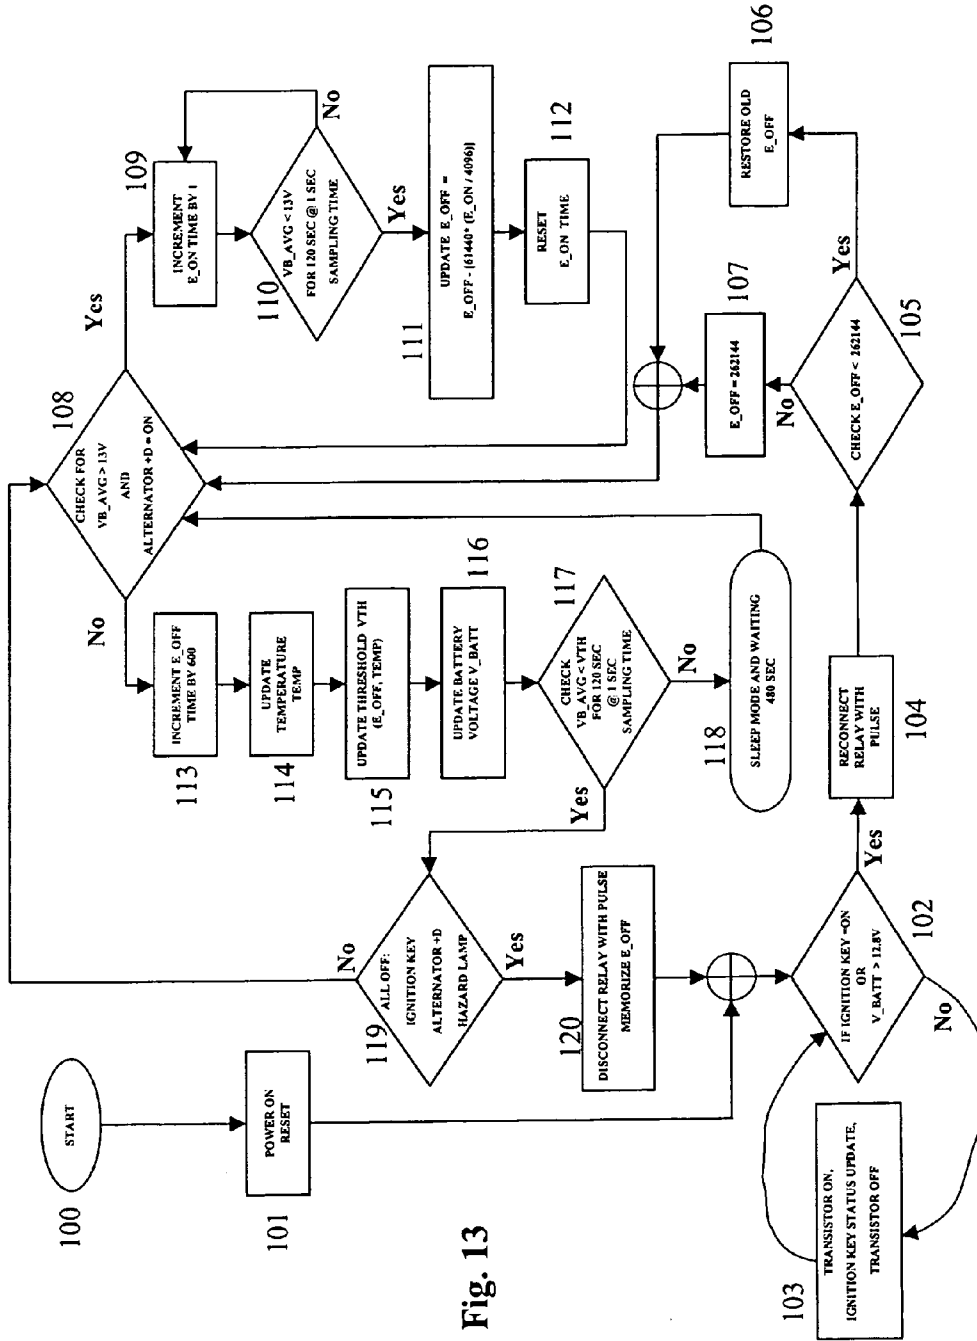 START
100
POWER ON
RESET
101
IF IGNITION KEY =ON
OR
V_BATT > 12.8V
102
Yes
No
TRANSISTOR ON,
IGNITION KEY STATUS UPDATE,
TRANSISTOR OFF
103
RECONNECT
RELAY WITH
PULSE
104
CHECK E_OFF < 262144
105
Yes
No
RESTORE OLD
E_OFF
106
E_OFF = 262144
107
CHECK FOR
VB_AVG > 13V
AND
ALTERNATOR +D = ON
108
Yes
No
INCREMENT
E_ON TIME BY 1
109
VB_AVG < 13V
FOR 120 SEC @ 1 SEC
SAMPLING TIME
110
No
Yes
UPDATE E_OFF =
E_OFF - [61440* (E_ON / 4096)]
111
RESET
E_ON TIME
112
INCREMENT E_OFF
TIME BY 600
113
UPDATE
TEMPERATURE
TEMP
114
UPDATE THRESHOLD VTH
(E_OFF, TEMP)
115
UPDATE BATTERY
VOLTAGE V_BATT
116
CHECK
VB_AVG < VTH
FOR 120 SEC
@ 1 SEC
SAMPLING TIME
117
Yes
No
SLEEP MODE AND WAITING
480 SEC
118
ALL OFF:
IGNITION KEY
ALTERNATOR +D
HAZARD LAMP
119
No
Yes
DISCONNECT RELAY WITH PULSE
MEMORIZE E_OFF
120
Fig. 13